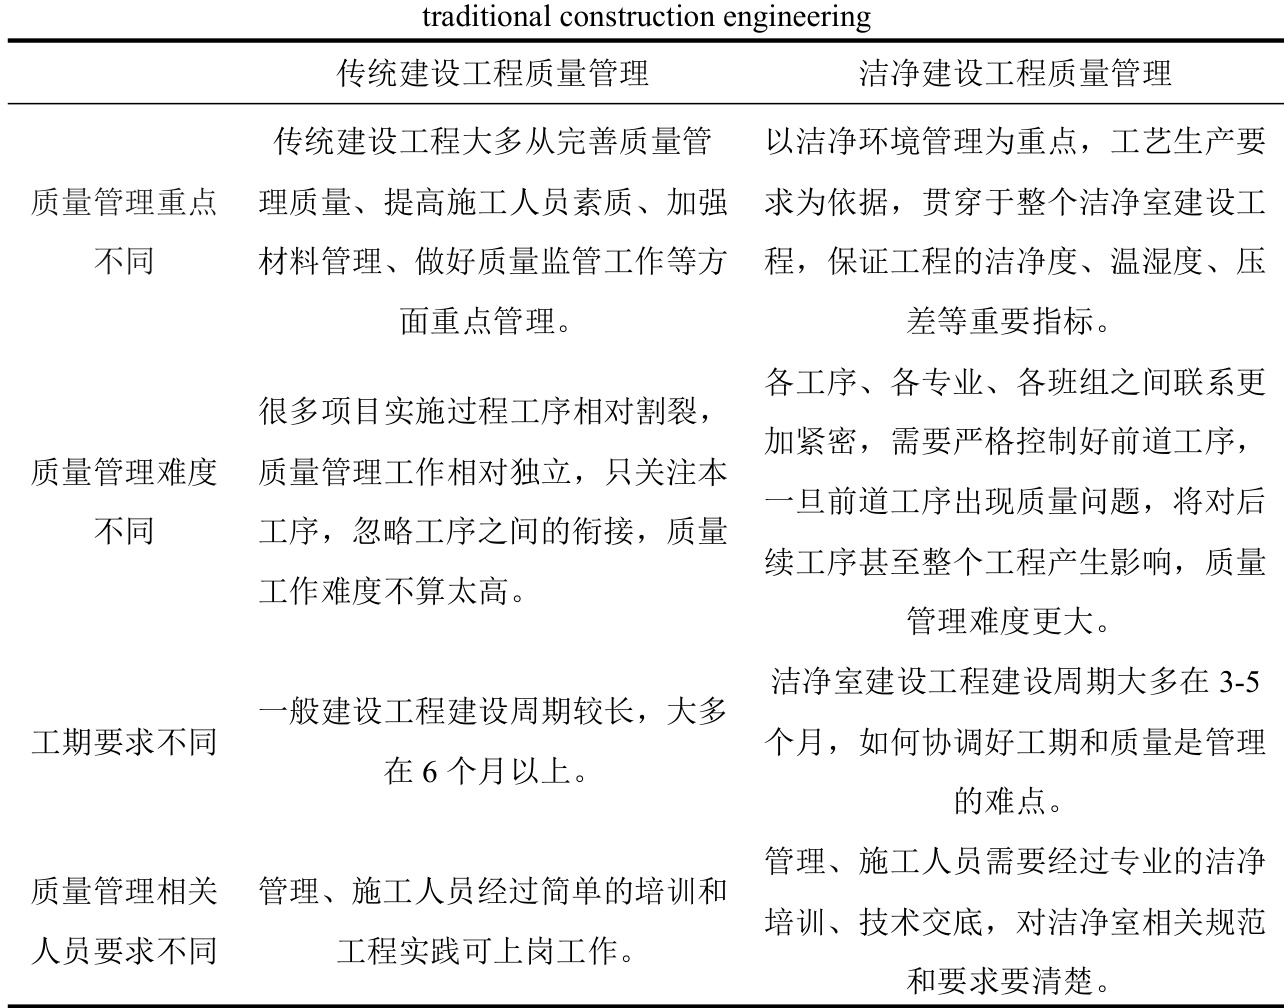 traditional construction engineering
传统建设工程质量管理
洁净建设工程质量管理
质量管理重点
不同
传统建设工程大多从完善质量管
理质量、提高施工人员素质、加强
材料管理、做好质量监管工作等方
面重点管理。
以洁净环境管理为重点，工艺生产要
求为依据，贯穿于整个洁净室建设工
程，保证工程的洁净度、温湿度、压
差等重要指标。
质量管理难度
不同
很多项目实施过程工序相对割裂，
质量管理工作相对独立，只关注本
工序，忽略工序之间的衔接，质量
工作难度不算太高。
各工序、各专业、各班组之间联系更
加紧密，需要严格控制好前道工序，
一旦前道工序出现质量问题，将对后
续工序甚至整个工程产生影响，质量
管理难度更大。
工期要求不同
一般建设工程建设周期较长，大多
在 6 个月以上。
洁净室建设工程建设周期大多在 3-5
个月，如何协调好工期和质量是管理
的难点。
质量管理相关
人员要求不同
管理、施工人员经过简单的培训和
工程实践可上岗工作。
管理、施工人员需要经过专业的洁净
培训、技术交底，对洁净室相关规范
和要求要清楚。